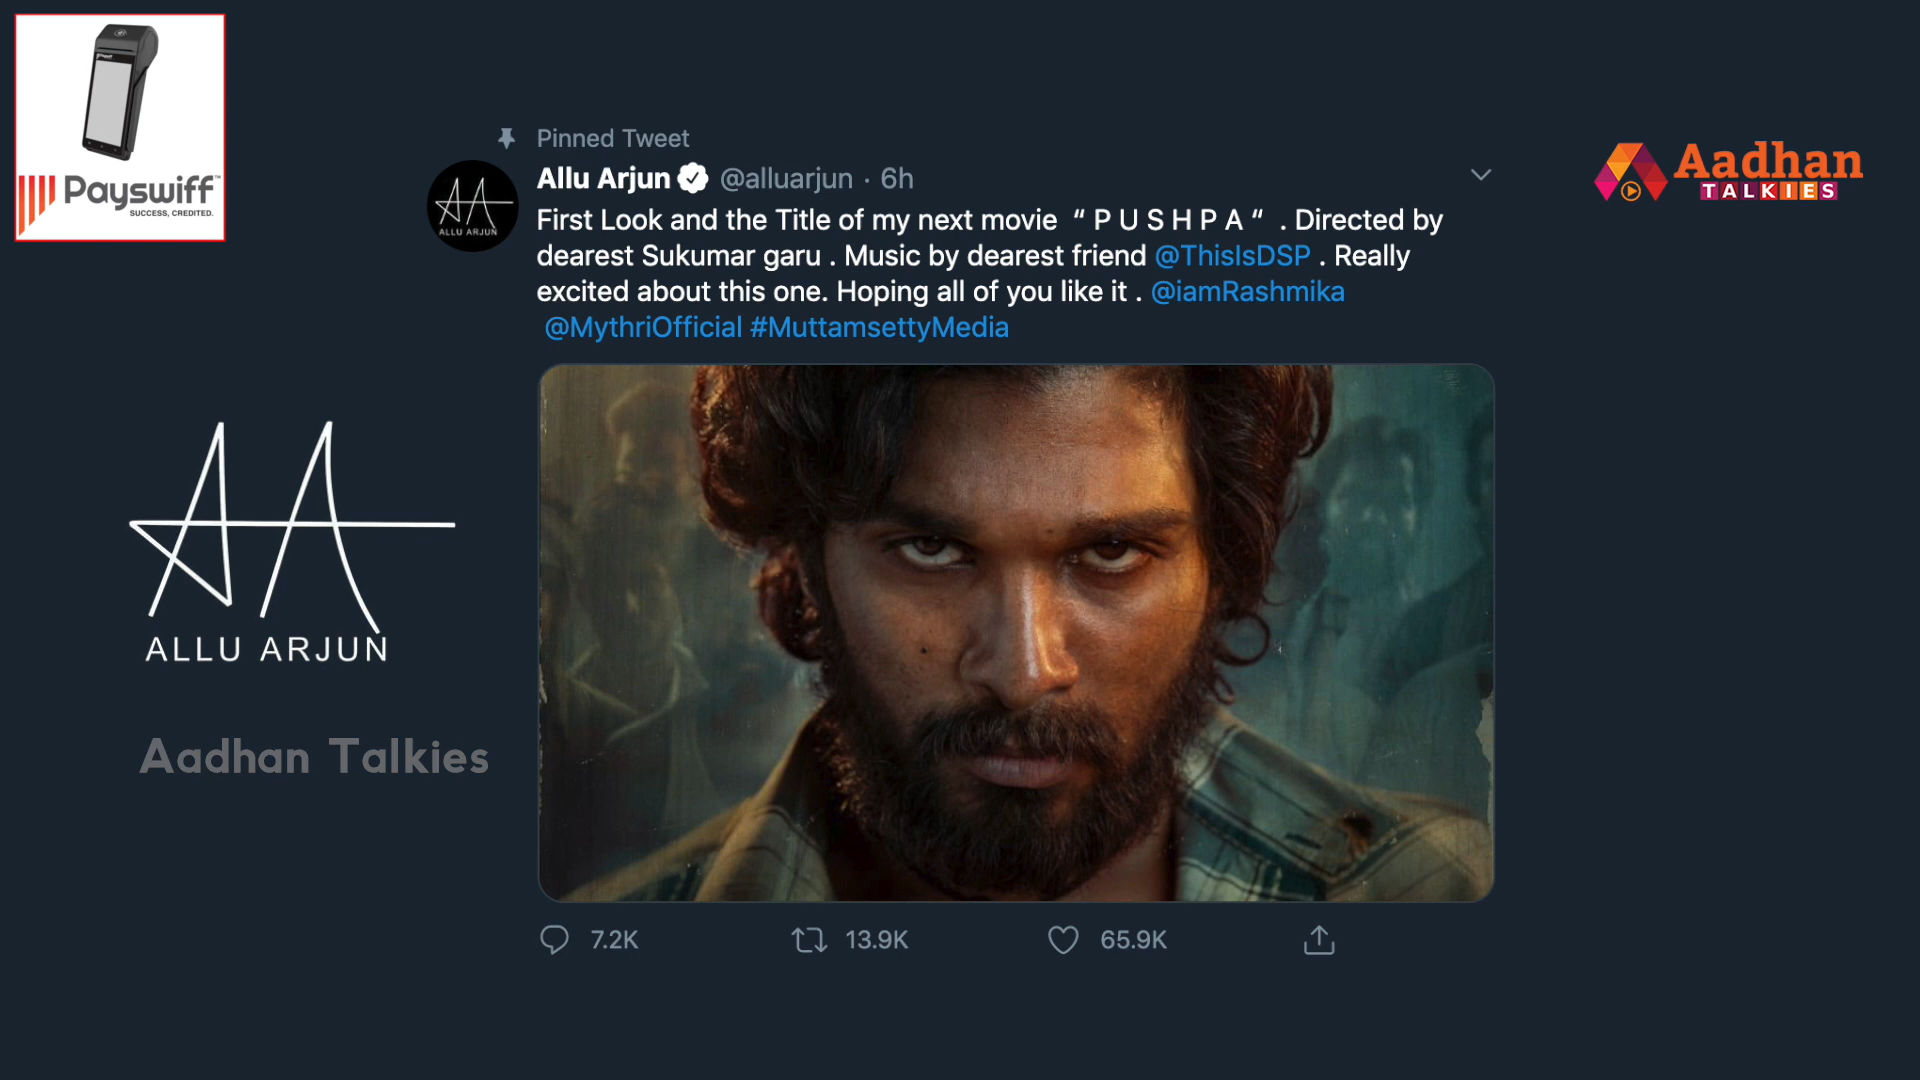 Payswiff™
SUCCESS, CREDITED.
Pinned Tweet
Allu Arjun @alluarjun · 6h
First Look and the Title of my next movie “ P U S H P A “ . Directed by
dearest Sukumar garu . Music by dearest friend @ThisIsDSP . Really
excited about this one. Hoping all of you like it . @iamRashmika
@MythriOfficial #MuttamsettyMedia
ALLU ARJUN
Aadhan
TALKIES
AA
ALLU ARJUN
Aadhan Talkies
7.2K 13.9K 65.9K